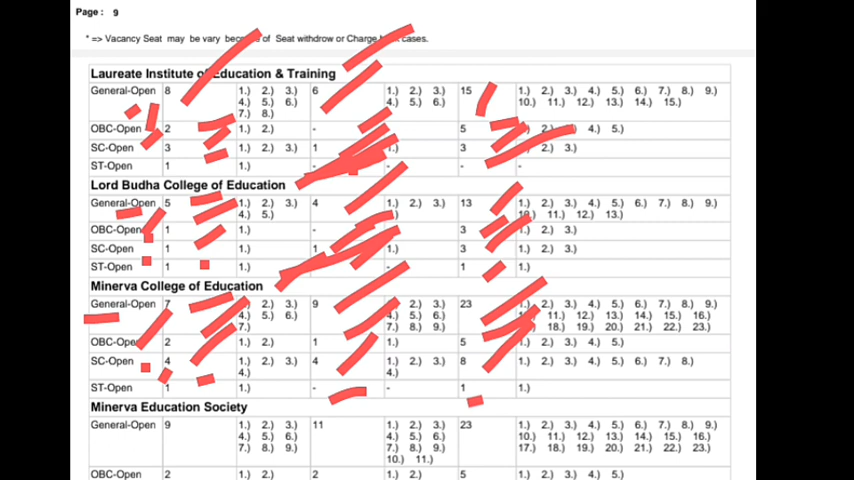 Page : 9
* => Vacancy Seat may be vary of Seat withdrow or Charge cases.
Laureate Institute of Education & Training
General-Open 8 1.) 2.) 3.) 6 1.) 2.) 3.) 15 1.) 2.) 3.) 4.) 5.) 6.) 7.) 8.) 9.)
4.) 5.) 6.) 4.) 5.) 6.) 10.) 11.) 12.) 13.) 14.) 15.)
7.) 8.)
OBC-Open 2 1.) 2.) - 5 2.) 4.) 5.)
SC-Open 3 1.) 2.) 3.) 1 1.) 3 2.) 3.)
ST-Open 1 1.) - - - -
Lord Budha College of Education
General-Open 5 1.) 2.) 3.) 4 1.) 2.) 3.) 13 1.) 2.) 3.) 4.) 5.) 6.) 7.) 8.) 9.)
4.) 5.) 11.) 12.) 13.)
OBC-Open 1 1.) - 3 1.) 2.) 3.)
SC-Open 1 1.) 1 1.) 3 1.) 2.) 3.)
ST-Open 1 1.) - 1 1.)
Minerva College of Education
General-Open 7 1.) 2.) 3.) 9 1.) 2.) 3.) 23 1.) 2.) 3.) 4.) 5.) 6.) 7.) 8.) 9.)
4.) 5.) 6.) 4.) 5.) 6.) 11.) 12.) 13.) 14.) 15.) 16.)
7.) 7.) 8.) 9.) 18.) 19.) 20.) 21.) 22.) 23.)
OBC-Open 2 1.) 2.) 1 1.) 5 1.) 2.) 3.) 4.) 5.)
SC-Open 4 1.) 2.) 3.) 4 1.) 2.) 3.) 8 1.) 2.) 3.) 4.) 5.) 6.) 7.) 8.)
4.) 4.)
ST-Open 1 1.) - - 1 1.)
Minerva Education Society
General-Open 9 1.) 2.) 3.) 11 1.) 2.) 3.) 23 1.) 2.) 3.) 4.) 5.) 6.) 7.) 8.) 9.)
4.) 5.) 6.) 4.) 5.) 6.) 10.) 11.) 12.) 13.) 14.) 15.) 16.)
7.) 8.) 9.) 7.) 8.) 9.) 17.) 18.) 19.) 20.) 21.) 22.) 23.)
10.) 11.)
OBC-Open 2 1.) 2.) 2 1.) 2.) 5 1.) 2.) 3.) 4.) 5.)